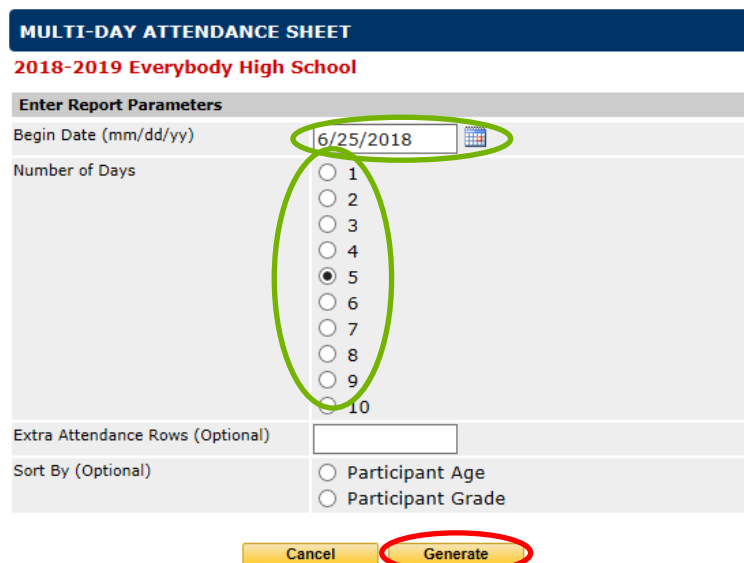 MULTI-DAY ATTENDANCE SHEET
2018-2019 Everybody High School
Enter Report Parameters
Begin Date (mm/dd/yy) 6/25/2018
Number of Days 1
2
3
4
5
6
7
8
9
10
Extra Attendance Rows (Optional)
Sort By (Optional) Participant Age
Participant Grade
Cancel Generate